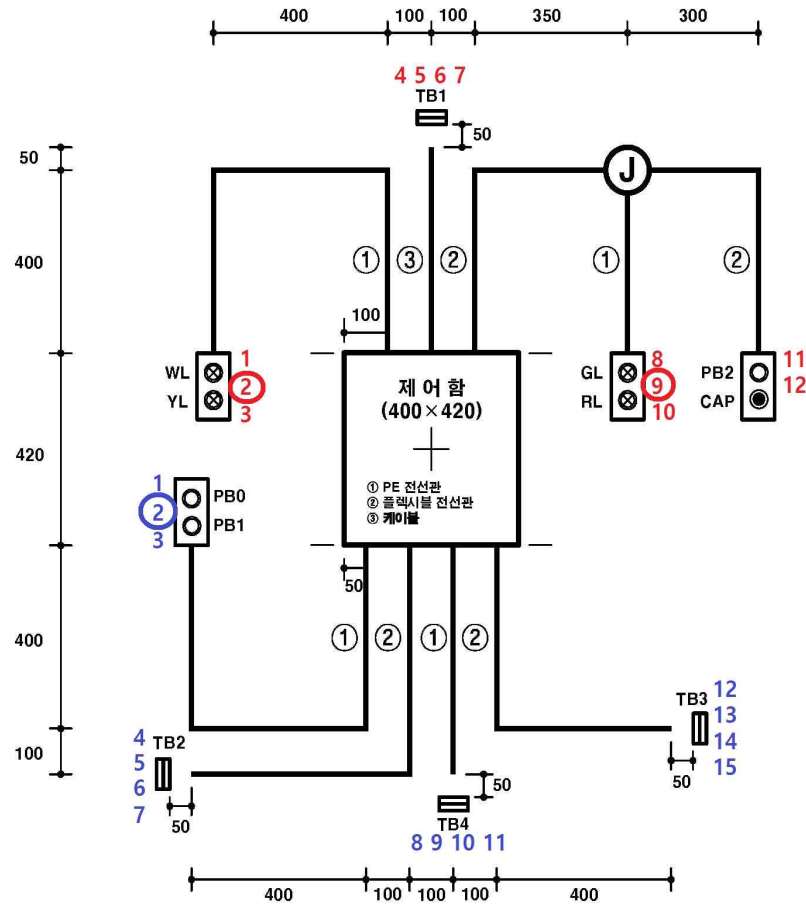 400 100 100 350 300
4 5 6 7
TB1
50
50
J
400
① ③ ② ① ②
100
WL 1
2
YL 3
제어함
(400×420)
① PE 전선관
② 플렉시블 전선관
③ 케이블
GL 8
9
RL 10
PB2 11
CAP 12
420
1 PB0
2
3 PB1
50
400
① ② ① ②
100
4 TB2
5
6
7
50
50
TB4
8 9 10 11
TB3 12
13
14
15
50
400 100 100 100 400